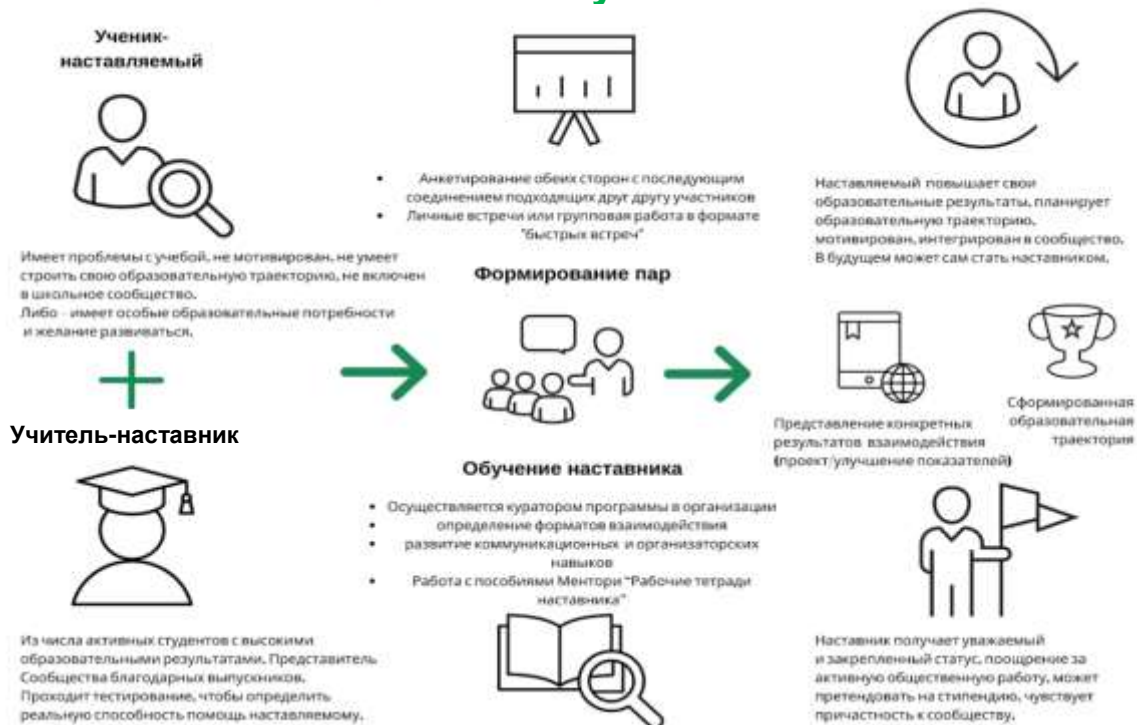 Ученик-
наставляемый
Имеет проблемы с учебой, не мотивирован, не умеет
строить свою образовательную траекторию, не включен
в школьное сообщество.
Либо – имеет особые образовательные потребности
и желание развиваться.
Учитель-наставник
Из числа активных студентов с высокими
образовательными результатами. Представитель
Сообщества благодарных выпускников.
Проходит тестирование, чтобы определить
реальную способность помощь наставляемому.
• Анкетирование обеих сторон с последующим
соединением подходящих друг другу участников
• Личные встречи или групповая работа в формате
"быстрых встреч"
Формирование пар
Обучение наставника
• Осуществляется куратором программы в организации
• определение форматов взаимодействия
• развитие коммуникационных и организаторских
навыков
• Работа с пособиями Ментори "Рабочие тетради
наставника"
Наставляемый повышает свои
образовательные результаты, планирует
образовательную траекторию,
мотивирован, интегрирован в сообщество.
В будущем может сам стать наставником.
Представление конкретных
результатов взаимодействия
(проект/улучшение показателей)
Сформированная
образовательная
траектория
Наставник получает уважаемый
и закрепленный статус, поощрение за
активную общественную работу, может
претендовать на стипендию, чувствует
причастность к сообществу.